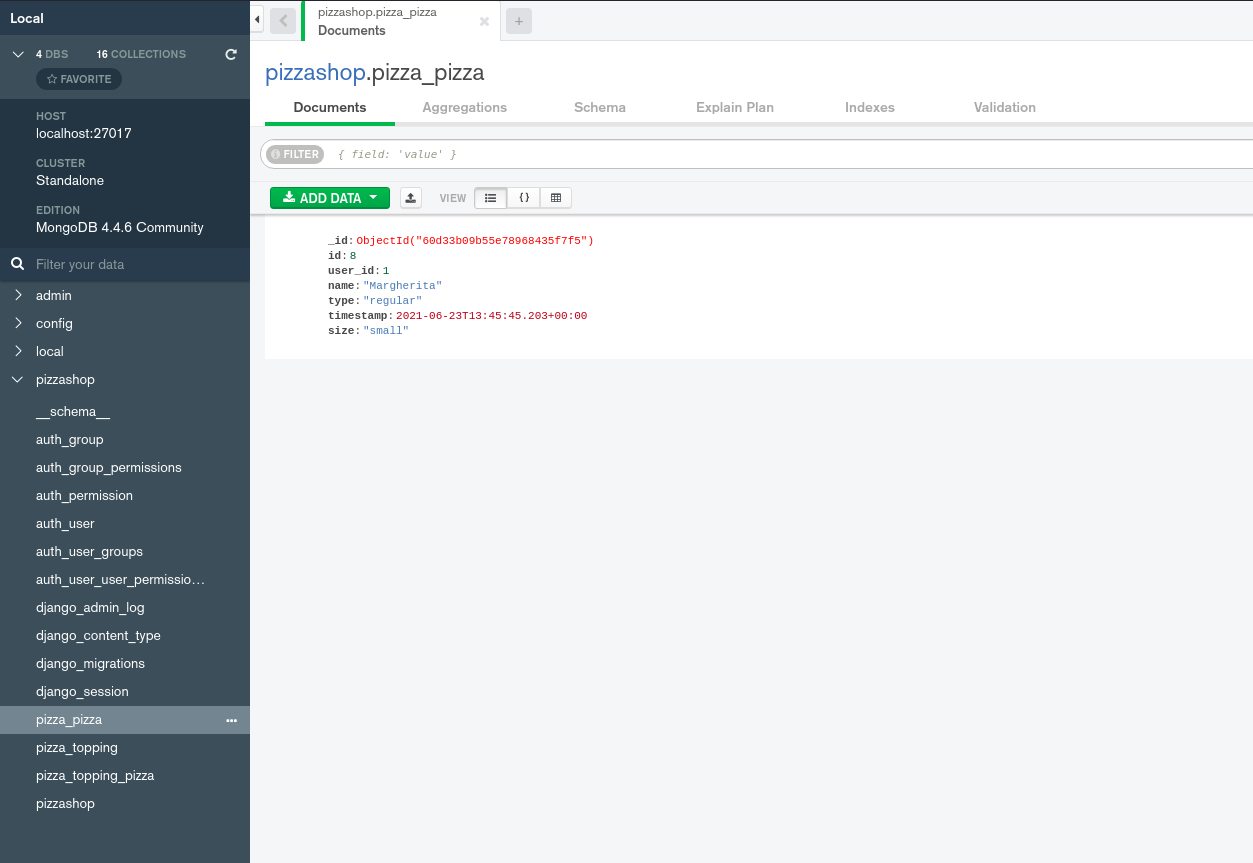 Local
4 DBS 16 COLLECTIONS
FAVORITE
HOST
localhost:27017
CLUSTER
Standalone
EDITION
MongoDB 4.4.6 Community
Filter your data
admin
config
local
pizzashop
__schema__
auth_group
auth_group_permissions
auth_permission
auth_user
auth_user_groups
auth_user_user_permissio...
django_admin_log
django_content_type
django_migrations
django_session
pizza_pizza
pizza_topping
pizza_topping_pizza
pizzashop
pizzashop.pizza_pizza
Documents
pizzashop.pizza_pizza
Documents Aggregations Schema Explain Plan Indexes Validation
FILTER { field: 'value' }
ADD DATA VIEW { }
_id: ObjectId("60d33b09b55e78968435f7f5")
id: 8
user_id: 1
name: "Margherita"
type: "regular"
timestamp: 2021-06-23T13:45:45.203+00:00
size: "small"